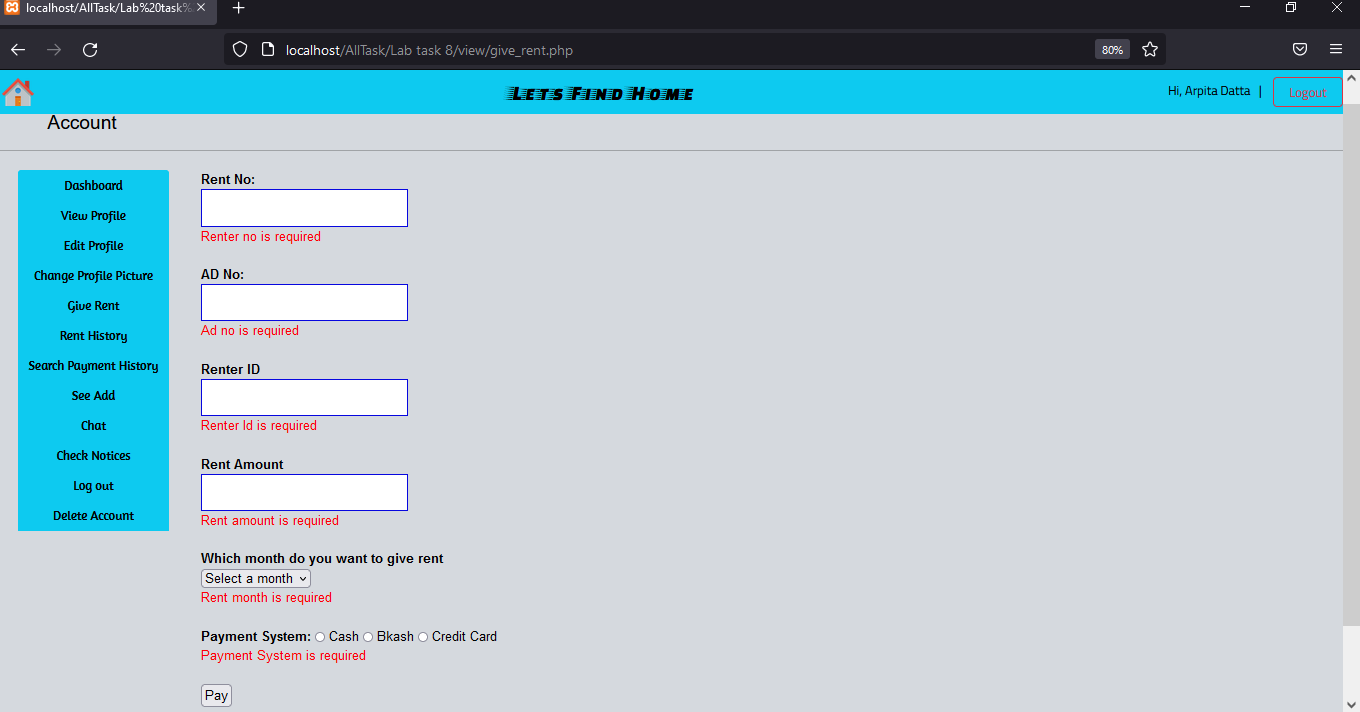 localhost/AllTask/Lab%20task%
localhost/AllTask/Lab task 8/view/give_rent.php
80%
Lets Find Home
Hi, Arpita Datta |
Logout
Account
Dashboard
View Profile
Edit Profile
Change Profile Picture
Give Rent
Rent History
Search Payment History
See Add
Chat
Check Notices
Log out
Delete Account
Rent No:
Renter no is required
AD No:
Ad no is required
Renter ID
Renter Id is required
Rent Amount
Rent amount is required
Which month do you want to give rent
Select a month
Rent month is required
Payment System: Cash Bkash Credit Card
Payment System is required
Pay